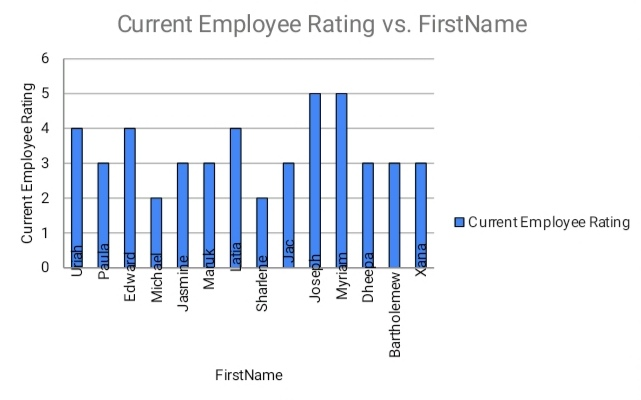 Current Employee Rating vs. FirstName
Current Employee Rating
6
5
4
3
2
1
0
Uriah
Paula
Edward
Michael
Jasmine
Maruk
Latia
Sharlene
Jac
Joseph
Myriam
Dheepa
Bartholemew
Xana
FirstName
Current Employee Rating